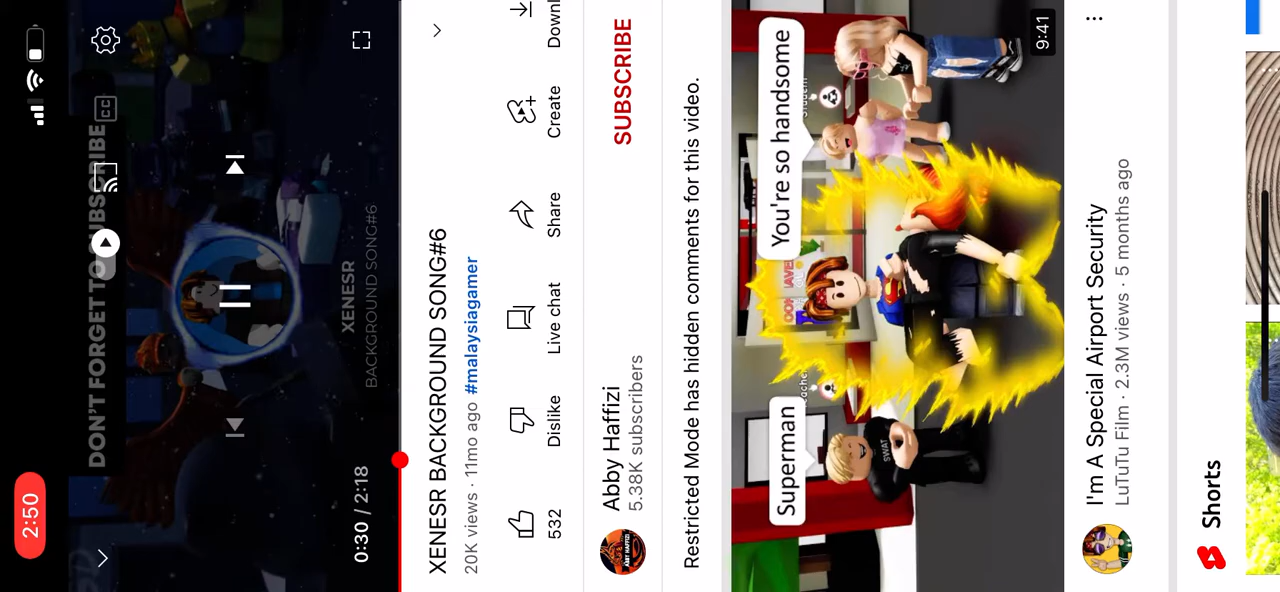 2:50
DON'T FORGET TO SUBSCRIBE
CC
XENESR
BACKGROUND SONG#6
0:30 / 2:18
XENESR BACKGROUND SONG#6
20K views · 11mo ago #malaysiagamer
532
Dislike
Live chat
Share
Create
Downl
Abby Haffizi
5.38K subscribers
SUBSCRIBE
Restricted Mode has hidden comments for this video.
Superman
You're so handsome
SWAT
9:41
I'm A Special Airport Security
LuTuTu Film · 2.3M views · 5 months ago
Shorts